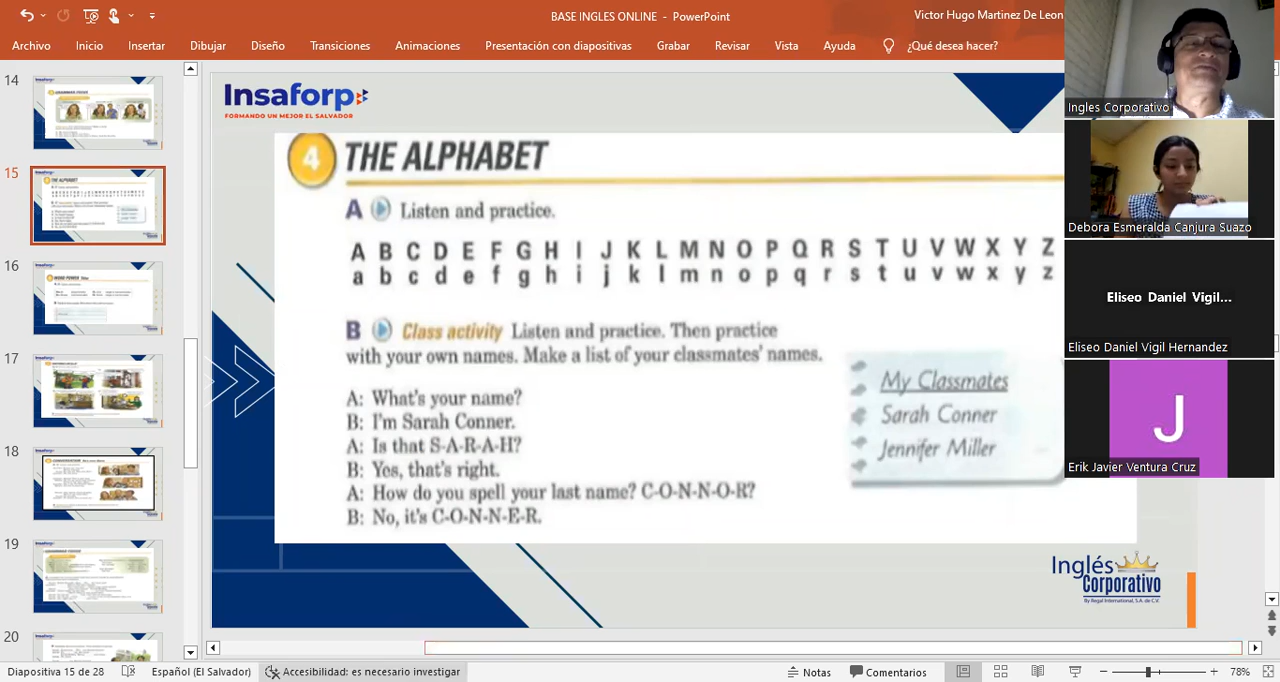 BASE INGLES ONLINE - PowerPoint
Victor Hugo Martinez De Leon
Archivo Inicio Insertar Dibujar Diseño Transiciones Animaciones Presentación con diapositivas Grabar Revisar Vista Ayuda ¿Qué desea hacer?
14
15
16
17
18
19
20
Insaforp
FORMANDO UN MEJOR EL SALVADOR
4 THE ALPHABET
A Listen and practice.
A B C D E F G H I J K L M N O P Q R S T U V W X Y Z
a b c d e f g h i j k l m n o p q r s t u v w x y z
B Class activity Listen and practice. Then practice
with your own names. Make a list of your classmates' names.
A: What's your name?
B: I'm Sarah Conner.
A: Is that S-A-R-A-H?
B: Yes, that's right.
A: How do you spell your last name? C-O-N-N-O-R?
B: No, it's C-O-N-N-E-R.
My Classmates
Sarah Conner
Jennifer Miller
Inglés
Corporativo
By Regal International, S.A. de C.V.
Ingles Corporativo
Debora Esmeralda Canjura Suazo
Eliseo Daniel Vigil...
Eliseo Daniel Vigil Hernandez
J
Erik Javier Ventura Cruz
Diapositiva 15 de 28 Español (El Salvador) Accesibilidad: es necesario investigar Notas Comentarios 78%